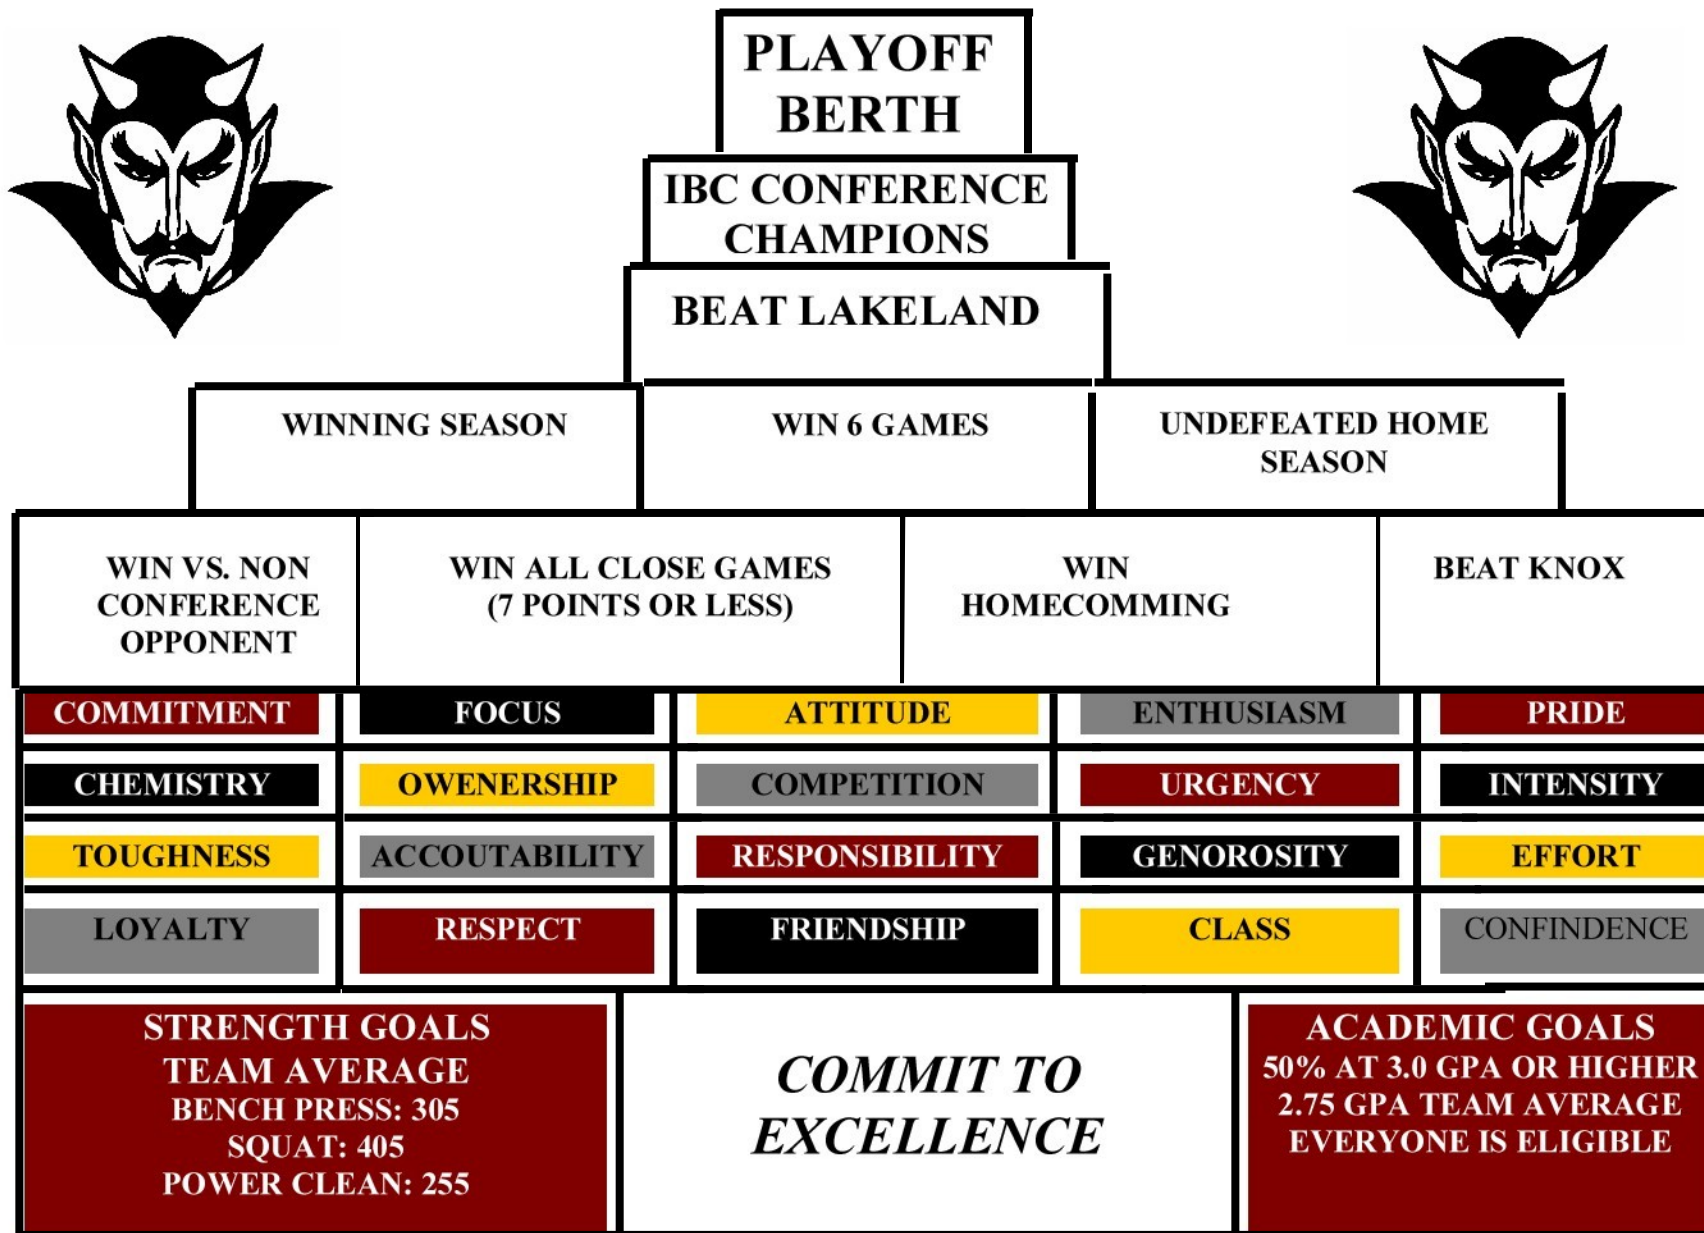 PLAYOFF
BERTH
IBC CONFERENCE
CHAMPIONS
BEAT LAKELAND
WINNING SEASON
WIN 6 GAMES
UNDEFEATED HOME
SEASON
WIN VS. NON
CONFERENCE
OPPONENT
WIN ALL CLOSE GAMES
(7 POINTS OR LESS)
WIN
HOMECOMMING
BEAT KNOX
COMMITMENT
FOCUS
ATTITUDE
ENTHUSIASM
PRIDE
CHEMISTRY
OWENERSHIP
COMPETITION
URGENCY
INTENSITY
TOUGHNESS
ACCOUTABILITY
RESPONSIBILITY
GENOROSITY
EFFORT
LOYALTY
RESPECT
FRIENDSHIP
CLASS
CONFINDENCE
STRENGTH GOALS
TEAM AVERAGE
BENCH PRESS: 305
SQUAT: 405
POWER CLEAN: 255
COMMIT TO
EXCELLENCE
ACADEMIC GOALS
50% AT 3.0 GPA OR HIGHER
2.75 GPA TEAM AVERAGE
EVERYONE IS ELIGIBLE